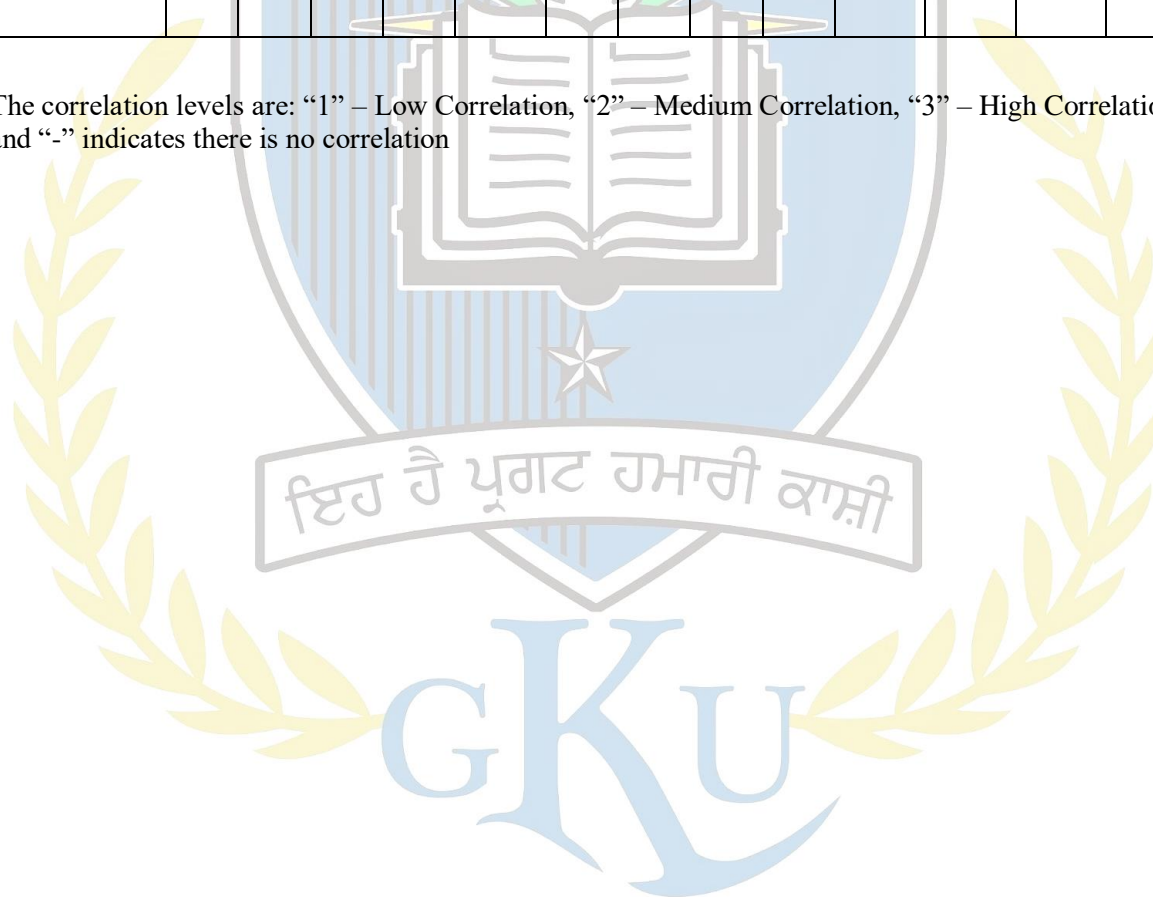 The correlation levels are: “1” – Low Correlation, “2” – Medium Correlation, “3” – High Correlatio
and “-” indicates there is no correlation
ਇਹ ਹੈ ਪ੍ਰਗਟ ਹਮਾਰੀ ਕਾਸ਼ੀ
GKU